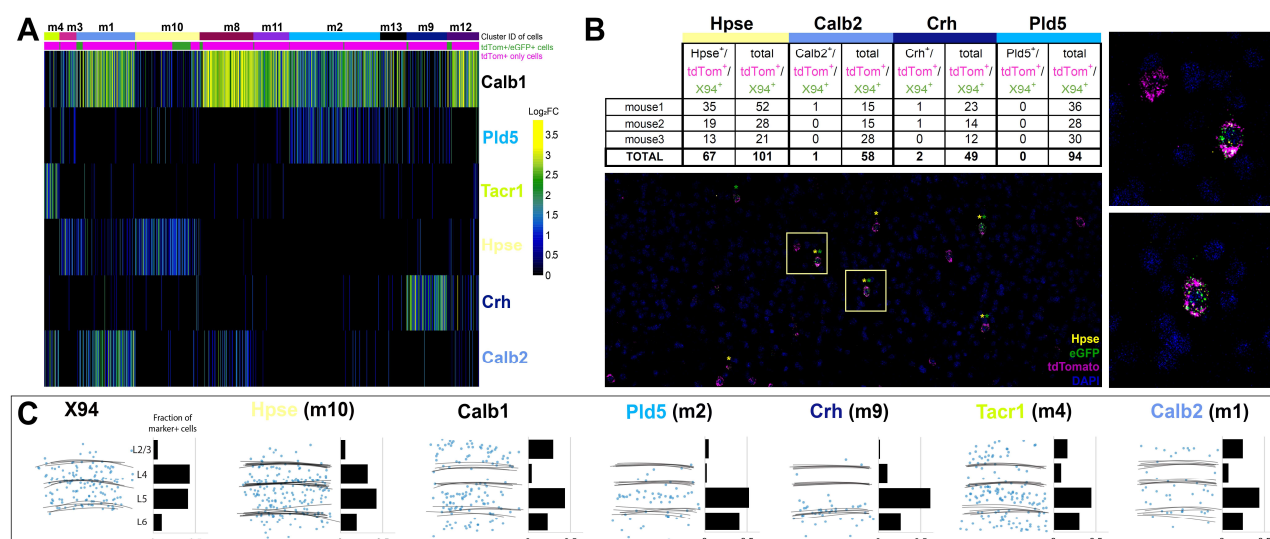 A
m4 m3 m1 m10 m8 m11 m2 m13 m9 m12
Cluster ID of cells
tdTom+/eGFP+ cells
tdTom+ only cells
Calb1
Pld5
Tacr1
Hpse
Crh
Calb2
Log₂FC
3.5
3
2.5
2
1.5
1
0.5
0
B
Hpse Calb2 Crh Pld5
Hpse⁺/ total Calb2⁺/ total Crh⁺/ total Pld5⁺/ total
tdTom⁺/ tdTom⁺/ tdTom⁺/ tdTom⁺/ tdTom⁺/ tdTom⁺/ tdTom⁺/ tdTom⁺/
X94⁺ X94⁺ X94⁺ X94⁺ X94⁺ X94⁺ X94⁺ X94⁺
mouse1 35 52 1 15 1 23 0 36
mouse2 19 28 0 15 1 14 0 28
mouse3 13 21 0 28 0 12 0 30
TOTAL 67 101 1 58 2 49 0 94
Hpse
eGFP
tdTomato
DAPI
C
X94 Hpse (m10) Calb1 Pld5 (m2) Crh (m9) Tacr1 (m4) Calb2 (m1)
Fraction of
marker+ cells
L2/3
L4
L5
L6